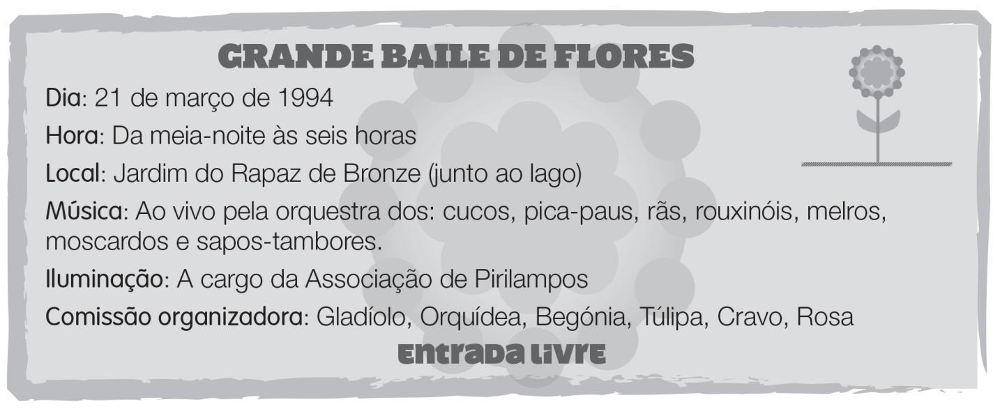 GRANDE BAILE DE FLORES
Dia: 21 de março de 1994
Hora: Da meia-noite às seis horas
Local: Jardim do Rapaz de Bronze (junto ao lago)
Música: Ao vivo pela orquestra dos: cucos, pica-paus, rãs, rouxinóis, melros,
moscardos e sapos-tambores.
Iluminação: A cargo da Associação de Pirilampos
Comissão organizadora: Gladíolo, Orquídea, Begónia, Túlipa, Cravo, Rosa
Entrada Livre